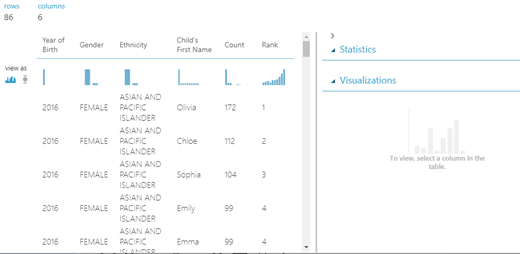 rows columns
86 6
view as
Year of Birth Gender Ethnicity Child's First Name Count Rank
2016 FEMALE ASIAN AND PACIFIC ISLANDER Olivia 172 1
2016 FEMALE ASIAN AND PACIFIC ISLANDER Chloe 112 2
2016 FEMALE ASIAN AND PACIFIC ISLANDER Sophia 104 3
2016 FEMALE ASIAN AND PACIFIC ISLANDER Emily 99 4
2016 FEMALE ASIAN AND PACIFIC ISLANDER Emma 99 4
Statistics
Visualizations
To view, select a column in the
table.